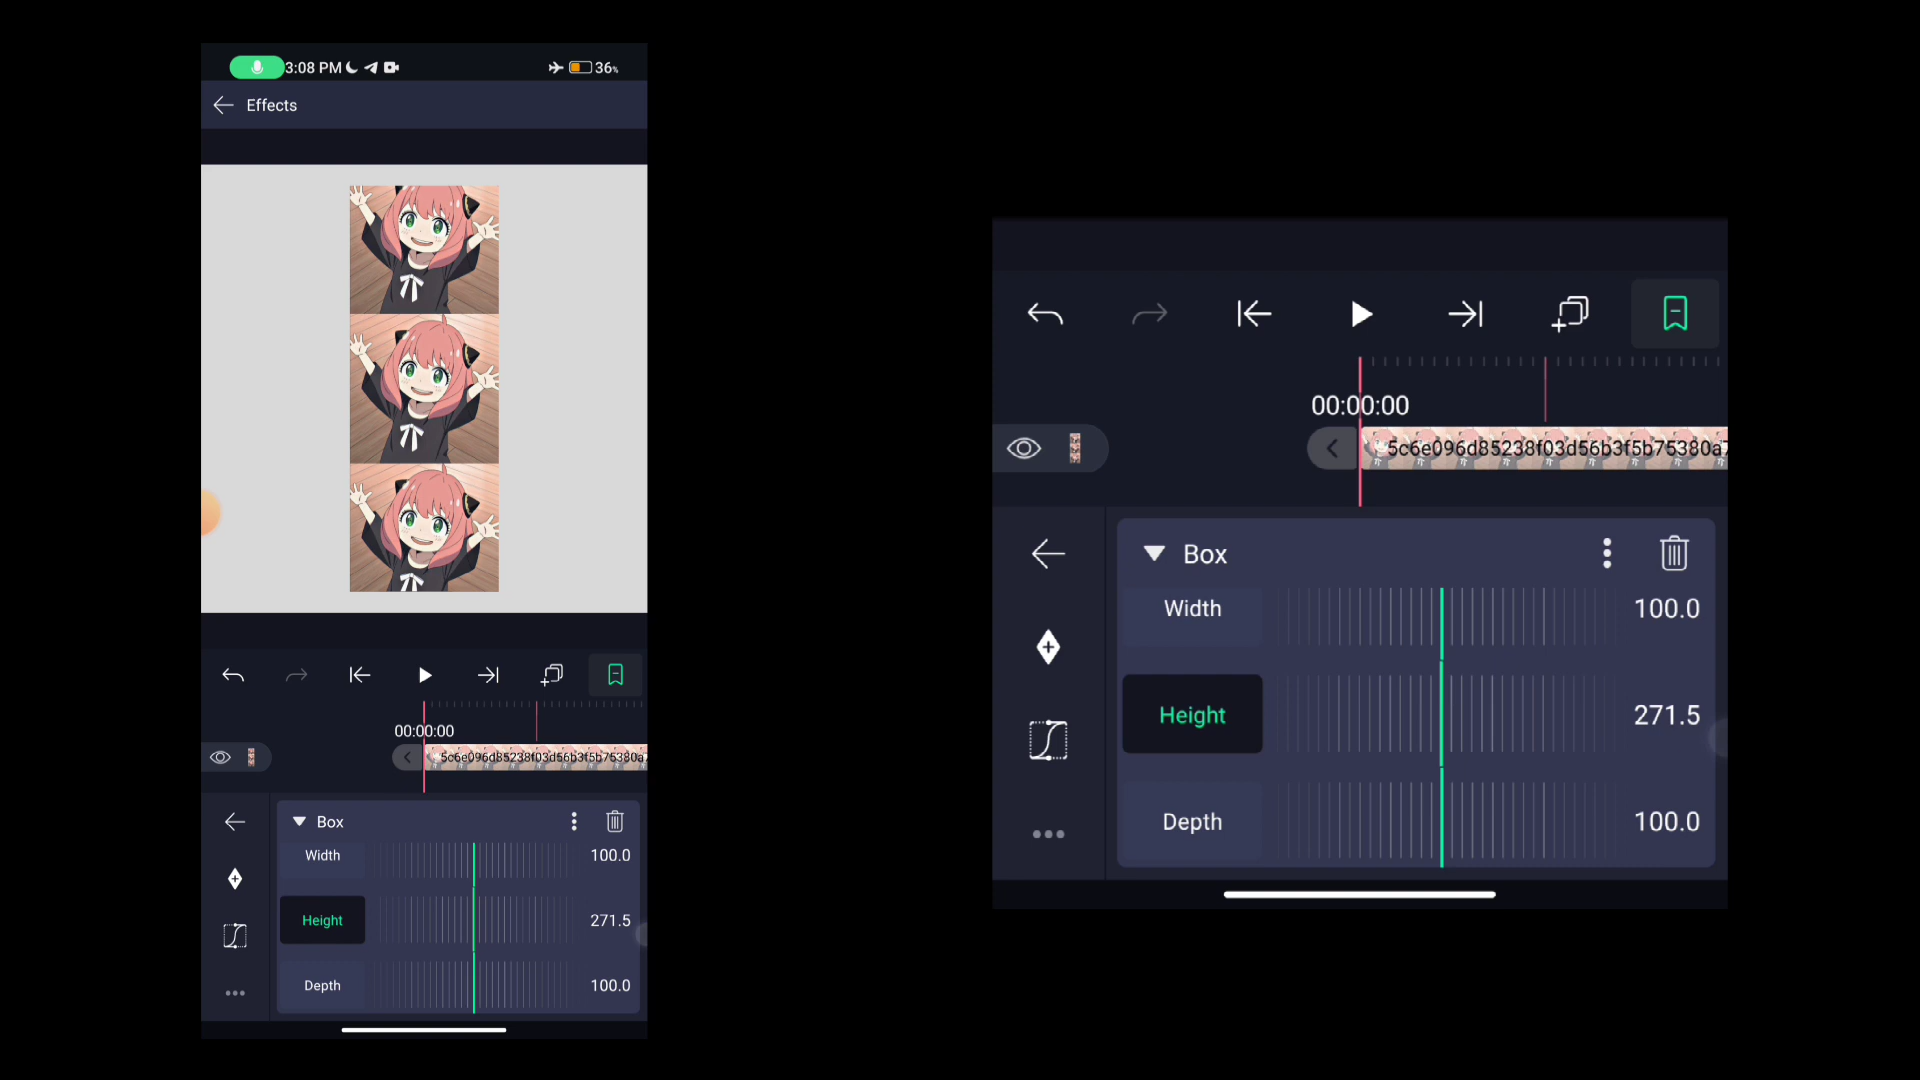 3:08 PM
36%
Effects
00:00:00
5c6e096d85238f03d56b3f5b75380a7
Box
Width
100.0
Height
271.5
Depth
100.0
00:00:00
5c6e096d85238f03d56b3f5b75380a7
Box
Width
100.0
Height
271.5
Depth
100.0